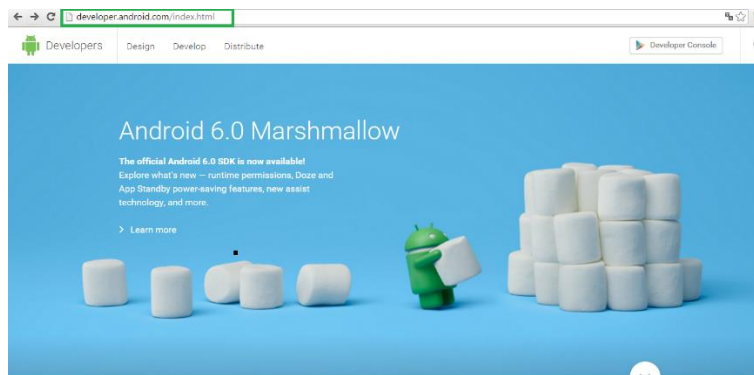 developer.android.com/index.html
Developers
Design
Develop
Distribute
Developer Console
Android 6.0 Marshmallow
The official Android 6.0 SDK is now available!
Explore what's new — runtime permissions, Doze and
App Standby power-saving features, new assist
technology, and more.
Learn more